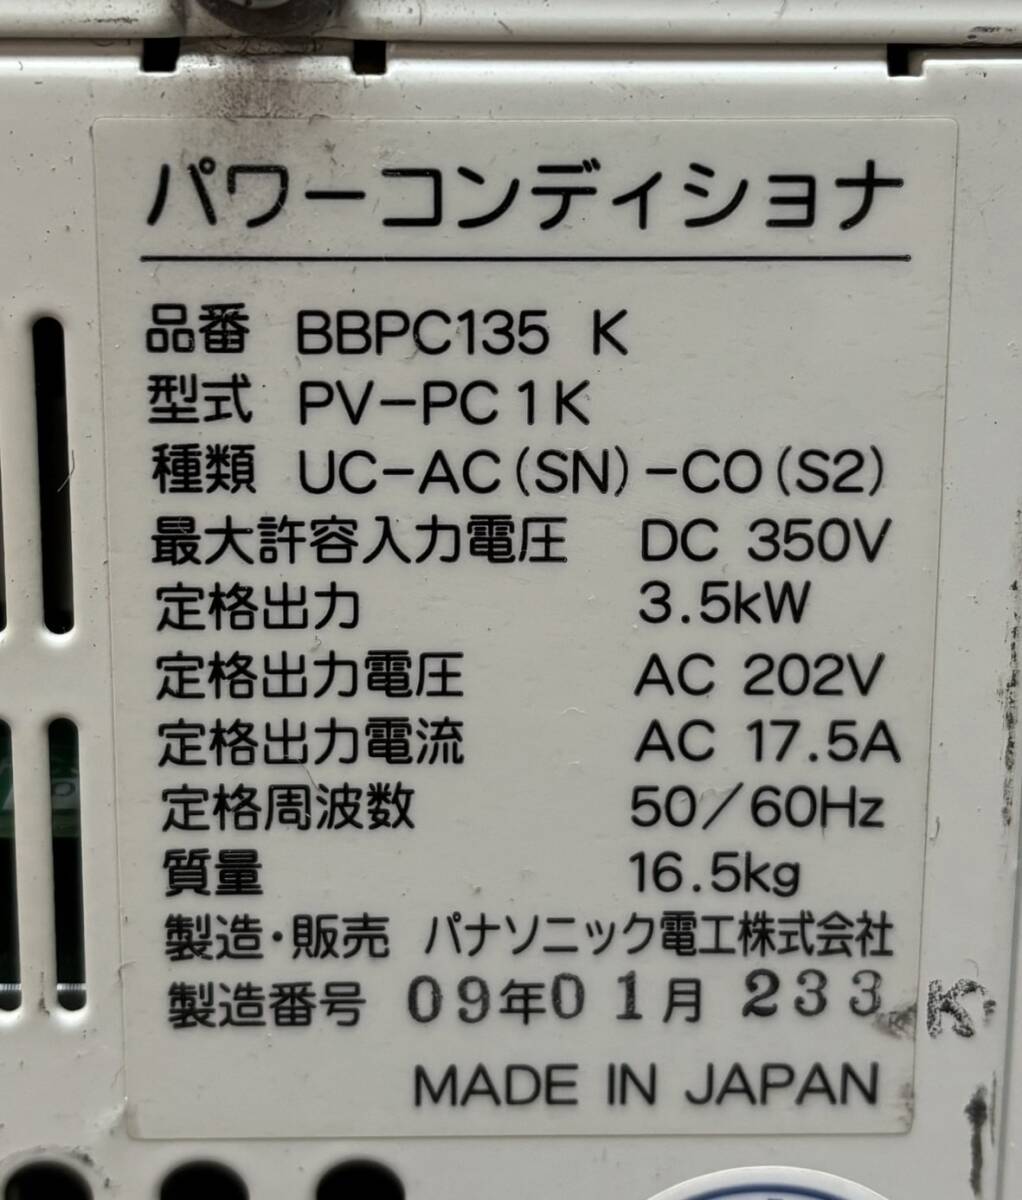 パワーコンディショナ
品番 BBPC135 K
型式 PV-PC1K
種類 UC-AC(SN)-CO(S2)
最大許容入力電圧 DC 350V
定格出力 3.5kW
定格出力電圧 AC 202V
定格出力電流 AC 17.5A
定格周波数 50/60Hz
質量 16.5kg
製造・販売 パナソニック電工株式会社
製造番号 09年01月 233 K
MADE IN JAPAN